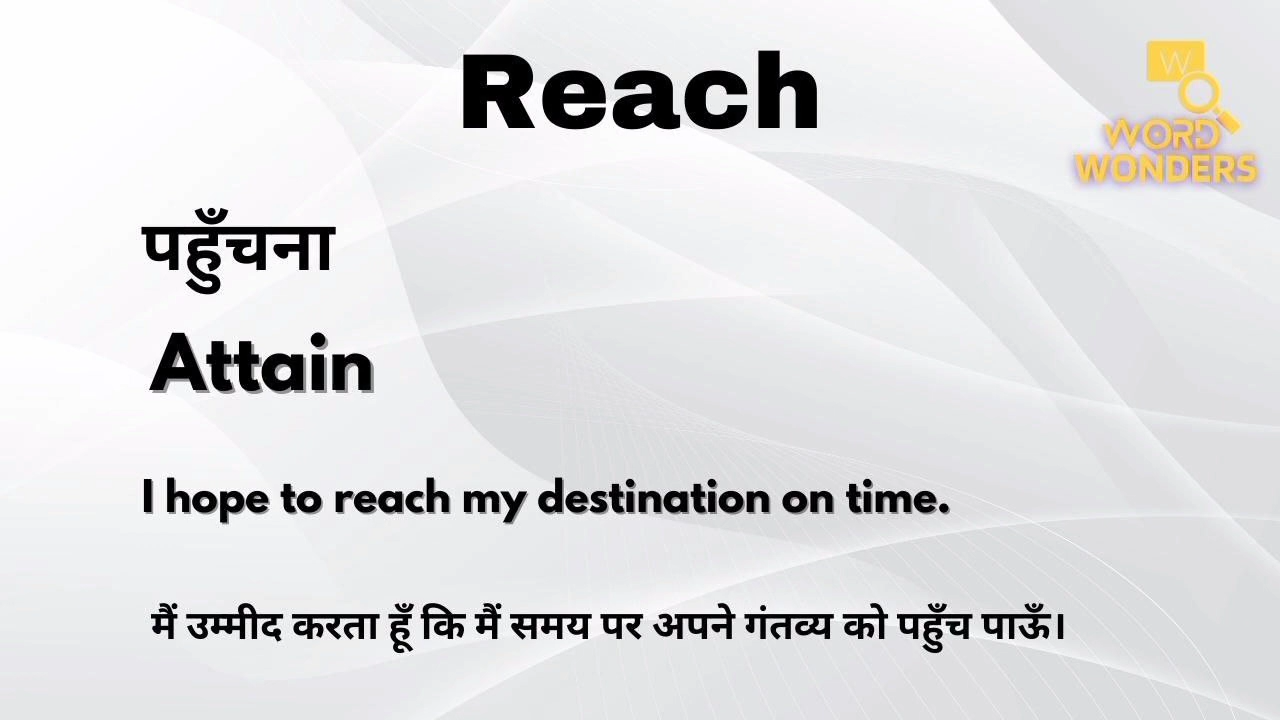 Reach
W
WORD
WONDERS
पहुँचना
Attain
I hope to reach my destination on time.
मैं उम्मीद करता हूँ कि मैं समय पर अपने गंतव्य को पहुँच पाऊँ।